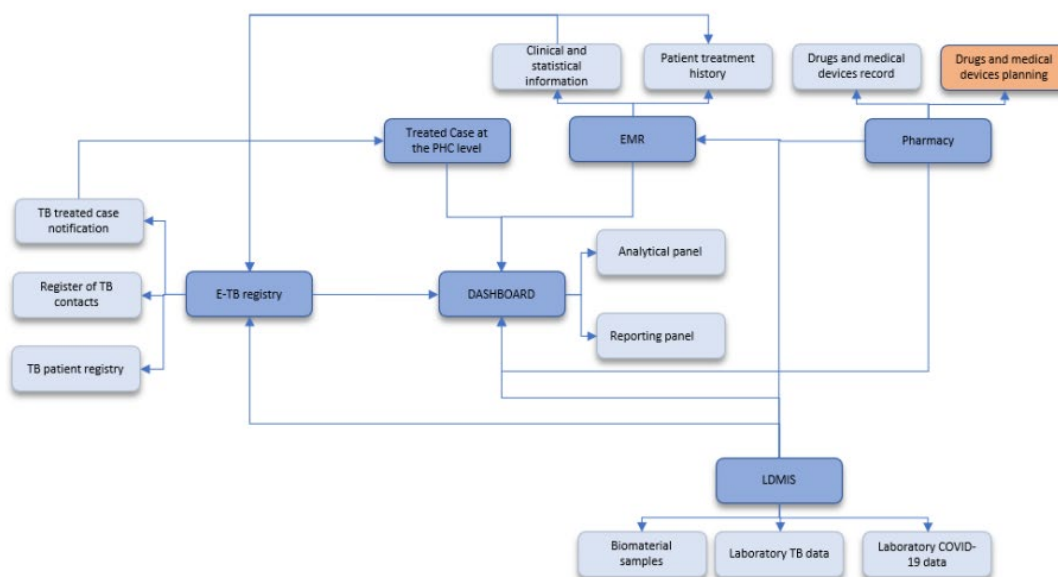 Clinical and
statistical
information
Patient treatment
history
Drugs and medical
devices record
Drugs and medical
devices planning
Treated Case at
the PHC level
EMR
Pharmacy
TB treated case
notification
Analytical panel
Register of TB
contacts
E-TB registry
DASHBOARD
Reporting panel
TB patient registry
LDMIS
Biomaterial
samples
Laboratory TB data
Laboratory COVID-
19 data